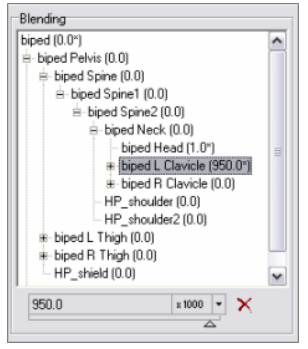 Blending
biped (0.0*)
biped Pelvis (0.0)
biped Spine (0.0)
biped Spine1 (0.0)
biped Spine2 (0.0)
biped Neck (0.0)
biped Head (1.0*)
biped L Clavicle (950.0*)
biped R Clavicle (0.0)
HP_shoulder (0.0)
HP_shoulder2 (0.0)
biped L Thigh (0.0)
biped R Thigh (0.0)
HP_shield (0.0)
950.0 x 1000